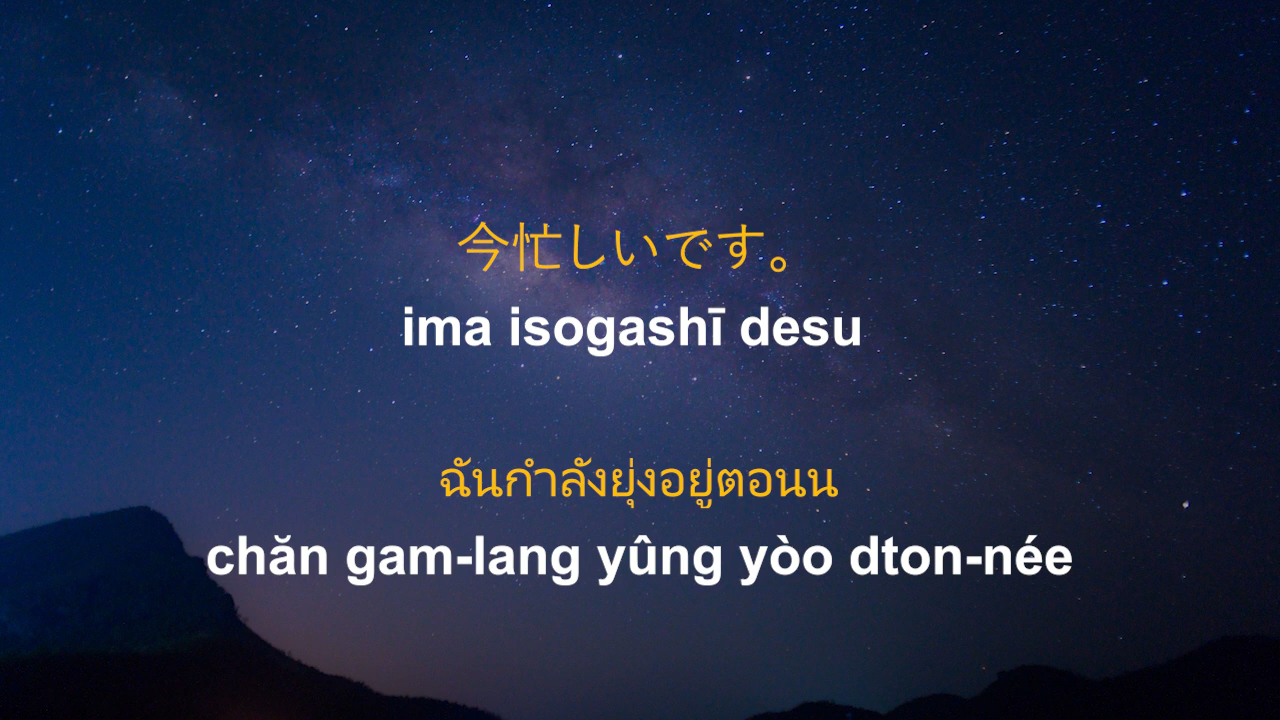 今忙しいです。
ima isogashī desu
ฉันกำลังยุ่งอยู่ตอนน
chăn gam-lang yûng yòo dton-née